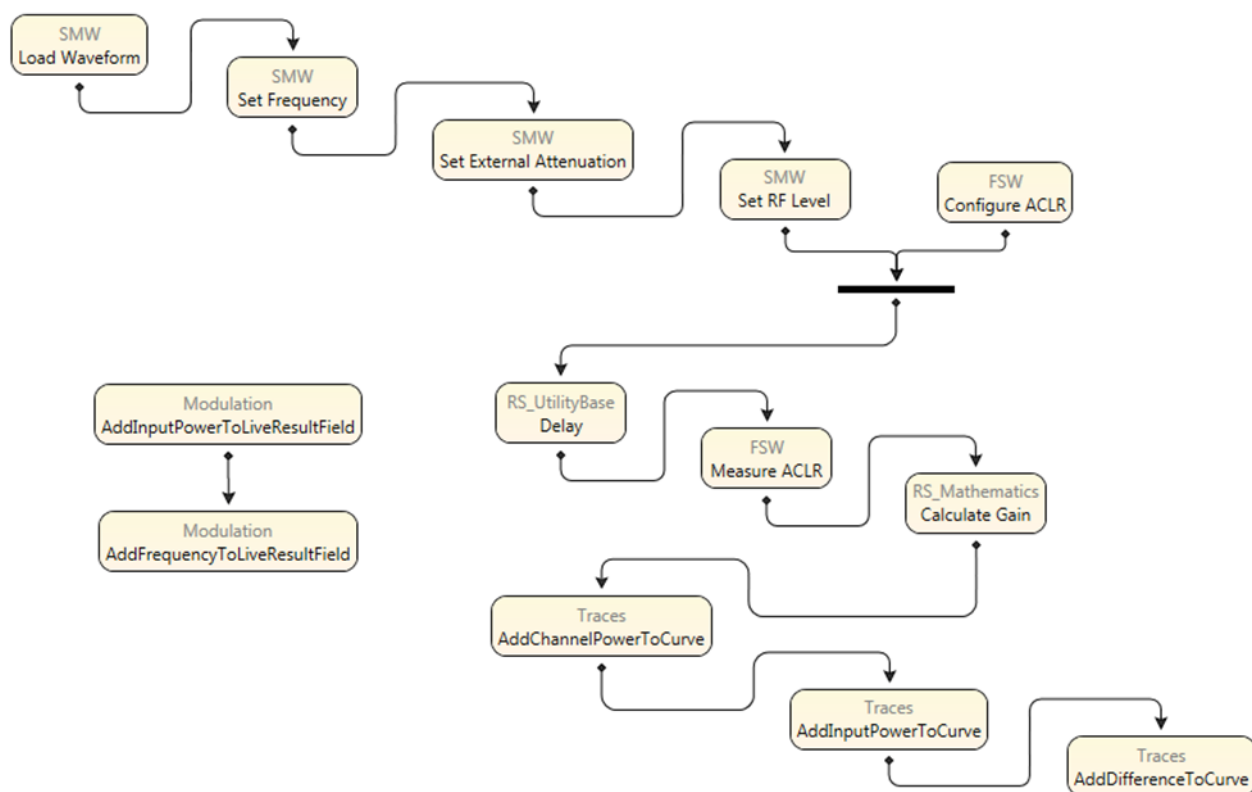 SMW
Load Waveform
SMW
Set Frequency
SMW
Set External Attenuation
SMW
Set RF Level
FSW
Configure ACLR
Modulation
AddInputPowerToLiveResultField
Modulation
AddFrequencyToLiveResultField
RS_UtilityBase
Delay
FSW
Measure ACLR
RS_Mathematics
Calculate Gain
Traces
AddChannelPowerToCurve
Traces
AddInputPowerToCurve
Traces
AddDifferenceToCurve